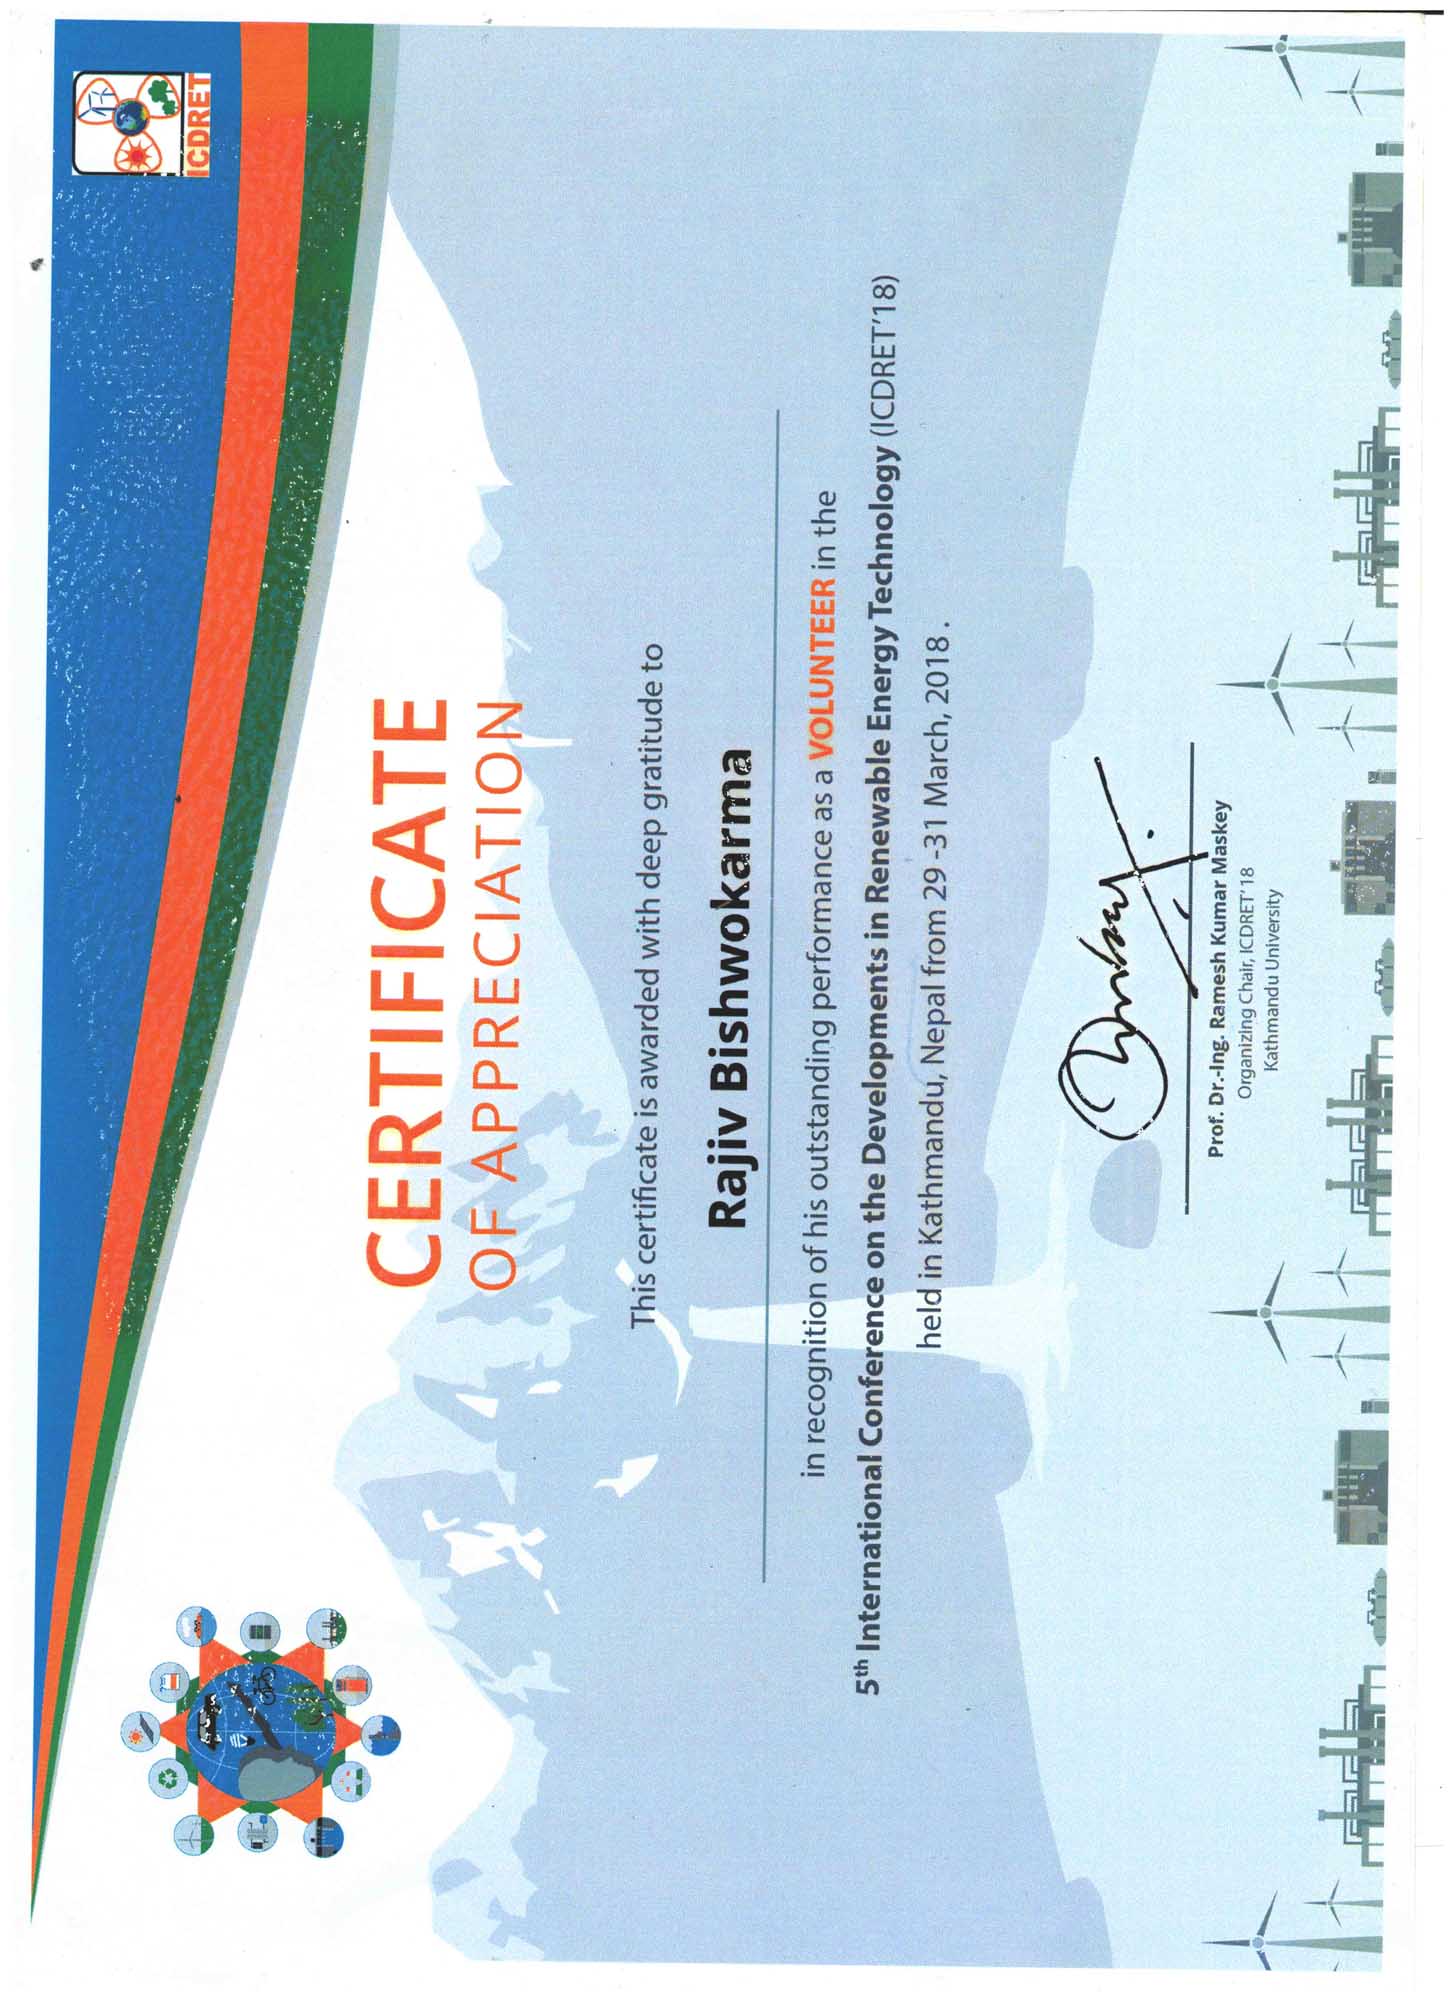 ICDRET
CERTIFICATE
OF APPRECIATION
This certificate is awarded with deep gratitude to
Rajiv Bishwokarma
in recognition of his outstanding performance as a VOLUNTEER in the
5th International Conference on the Developments in Renewable Energy Technology (ICDRET'18)
held in Kathmandu, Nepal from 29 -31 March, 2018 .
Prof. Dr.-Ing. Ramesh Kumar Maskey
Organizing Chair, ICDRET' 18
Kathmandu University